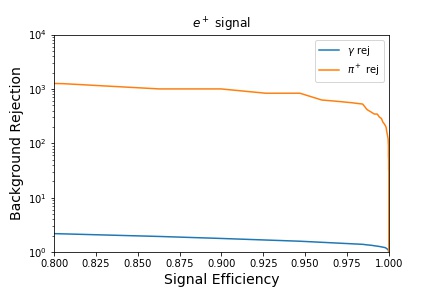 e⁺ signal
γ rej
π⁺ rej
Background Rejection
10⁴
10³
10²
10¹
10⁰
0.800 0.825 0.850 0.875 0.900 0.925 0.950 0.975 1.000
Signal Efficiency